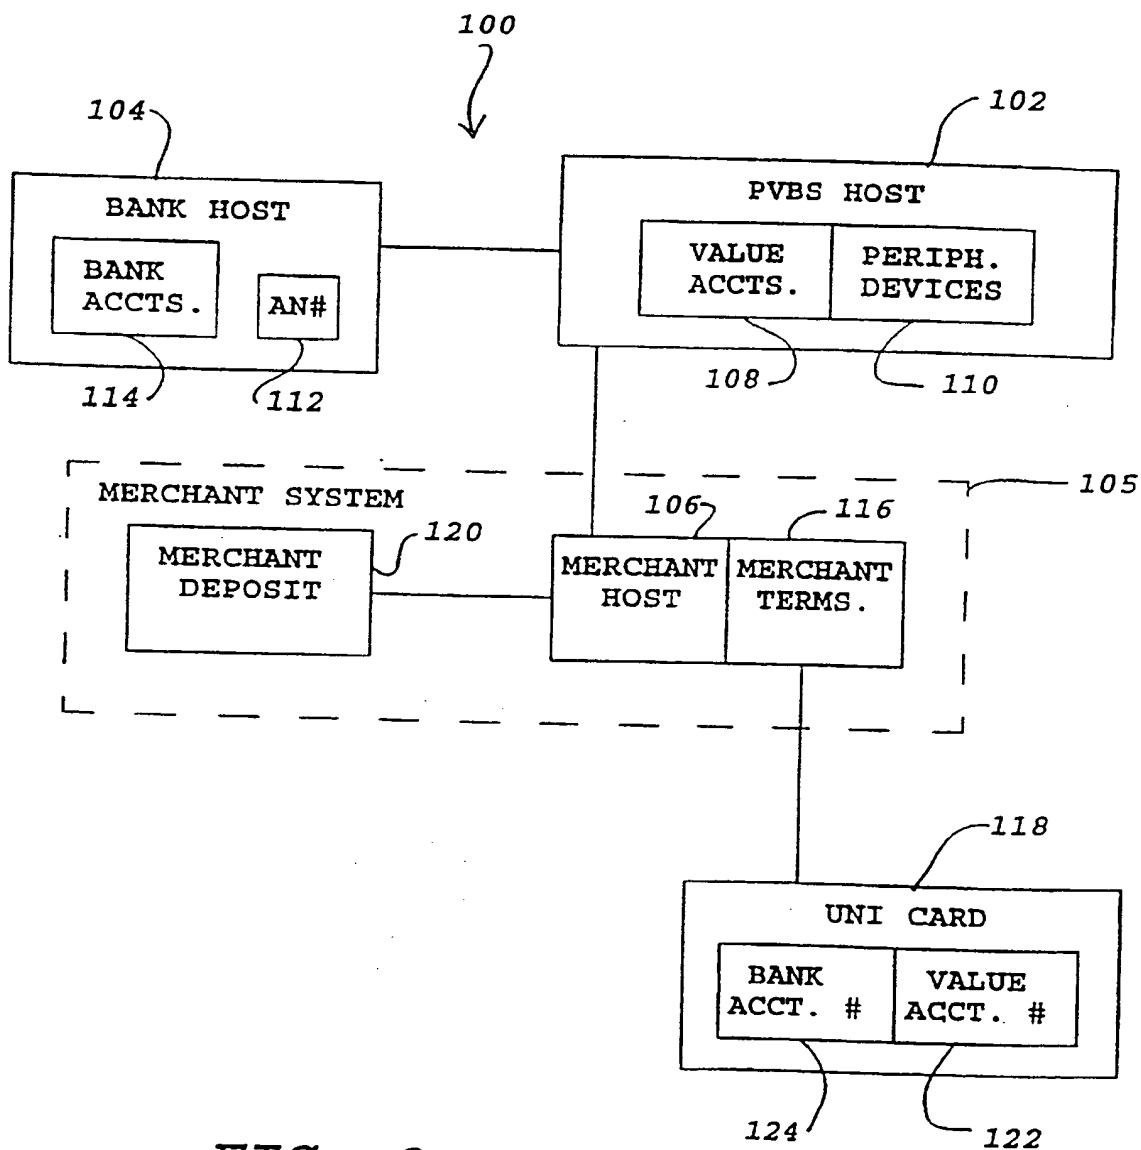 100
104
102
BANK HOST
BANK
ACCTS.
AN#
PVBS HOST
VALUE
ACCTS.
PERIPH.
DEVICES
114
112
108
110
105
MERCHANT SYSTEM
120
106
116
MERCHANT
DEPOSIT
MERCHANT
HOST
MERCHANT
TERMS.
118
UNI CARD
BANK
ACCT. #
VALUE
ACCT. #
124
122